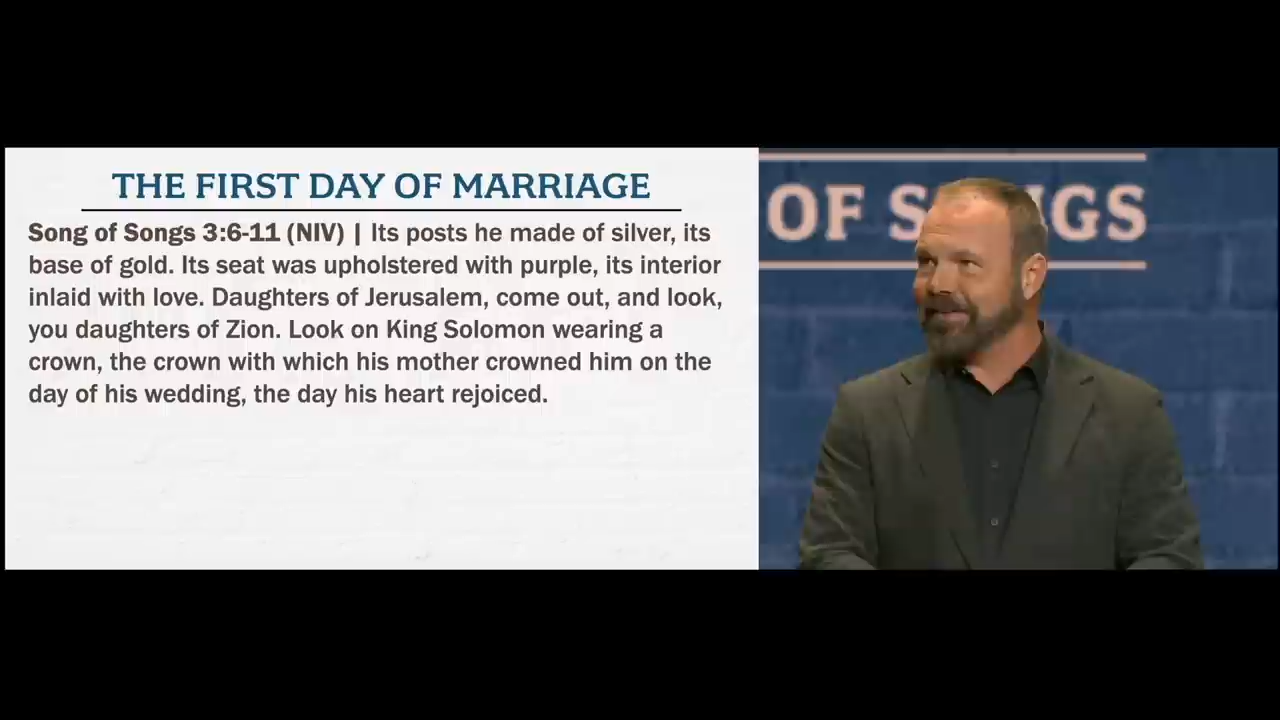 THE FIRST DAY OF MARRIAGE
Song of Songs 3:6-11 (NIV) | Its posts he made of silver, its
base of gold. Its seat was upholstered with purple, its interior
inlaid with love. Daughters of Jerusalem, come out, and look,
you daughters of Zion. Look on King Solomon wearing a
crown, the crown with which his mother crowned him on the
day of his wedding, the day his heart rejoiced.
OF S NGS